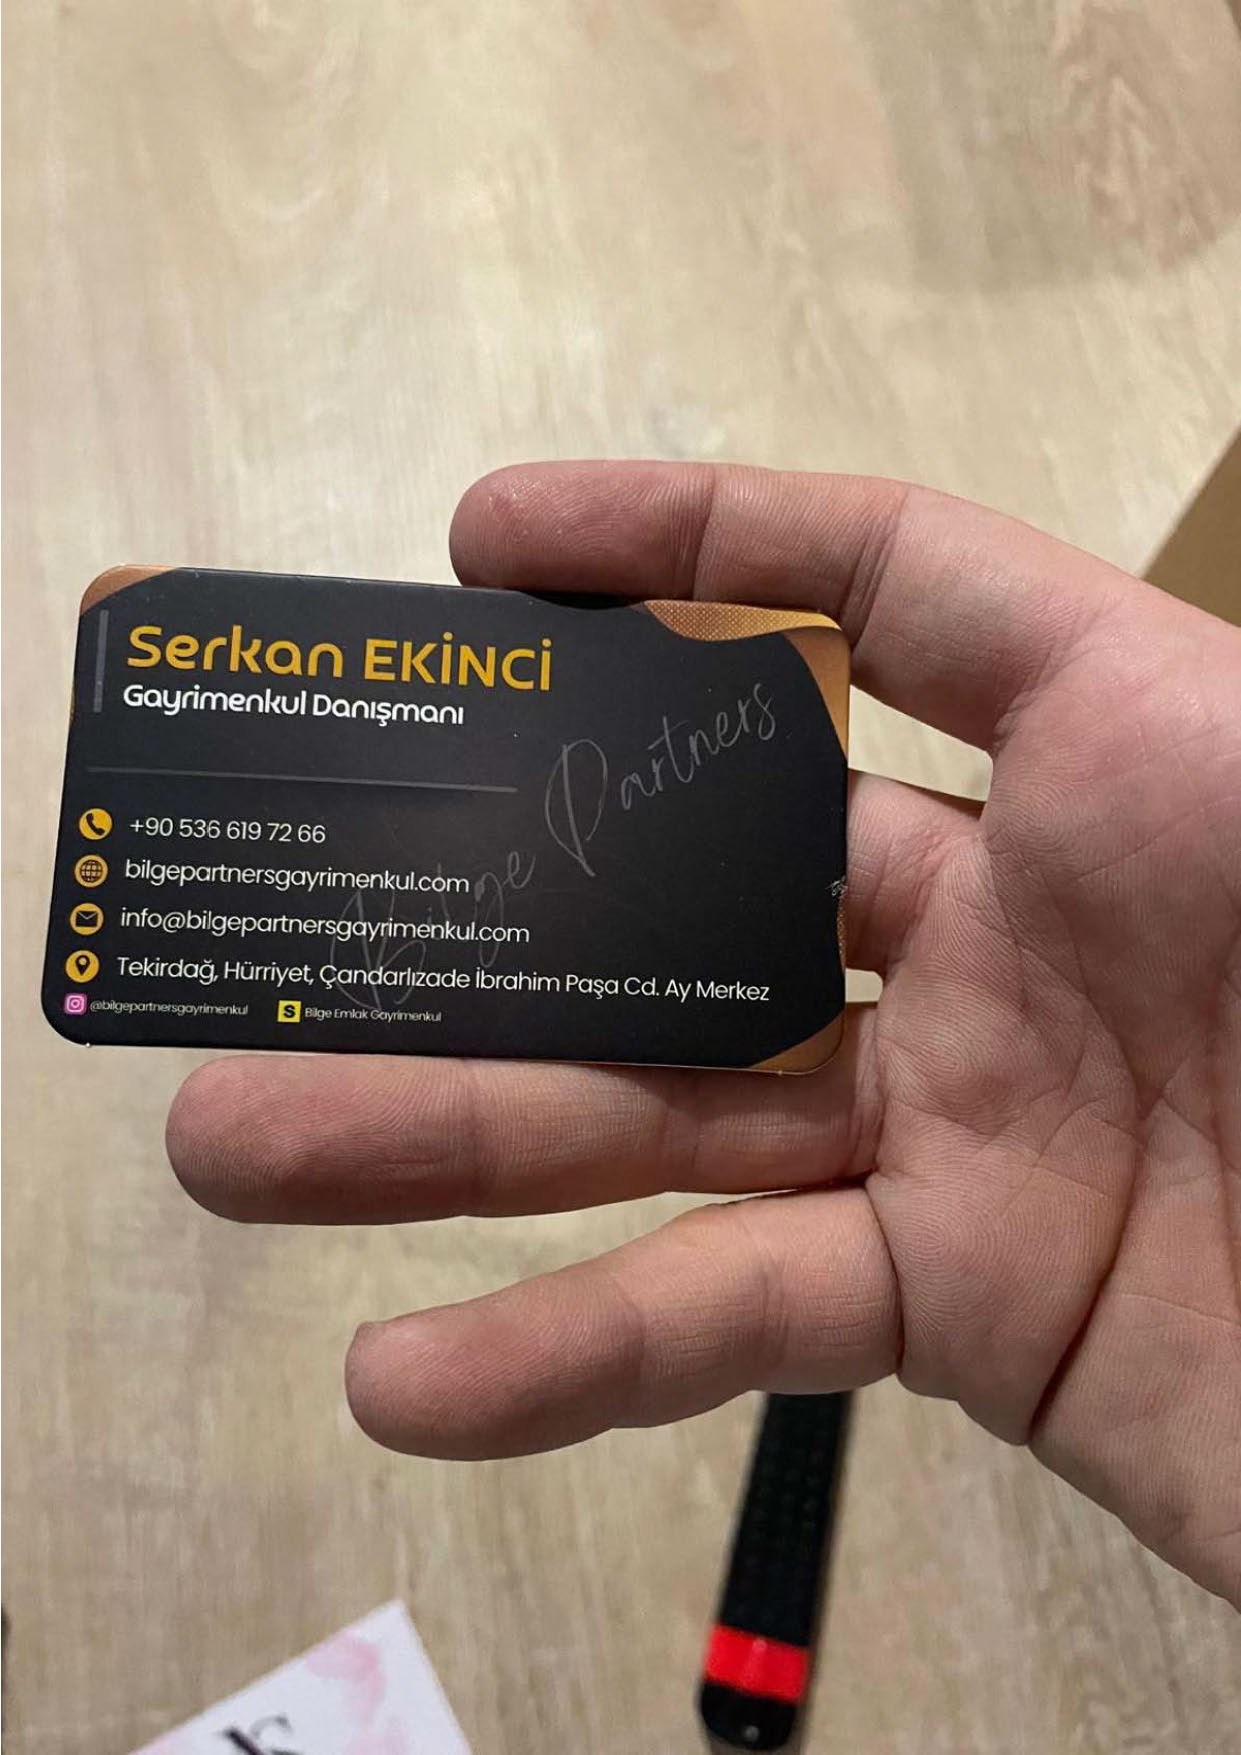 Serkan EKİNCİ
Gayrimenkul Danışmanı
Bilge Partners
+90 536 619 72 66
bilgepartnersgayrimenkul.com
info@bilgepartnersgayrimenkul.com
Tekirdağ, Hürriyet, Çandarlızade İbrahim Paşa Cd. Ay Merkez
@bilgepartnersgayrimenkul
S Bilge Emlak Gayrimenkul